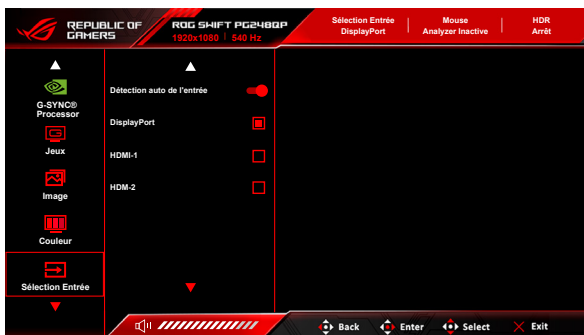 REPUBLIC OF
GAMERS
ROG SWIFT PG248QP
1920x1080 | 540 Hz
Sélection Entrée
DisplayPort
Mouse
Analyzer Inactive
HDR
Arrêt
G-SYNC®
Processor
Jeux
Image
Couleur
Sélection Entrée
Détection auto de l'entrée
DisplayPort
HDMI-1
HDM-2
Back
Enter
Select
Exit